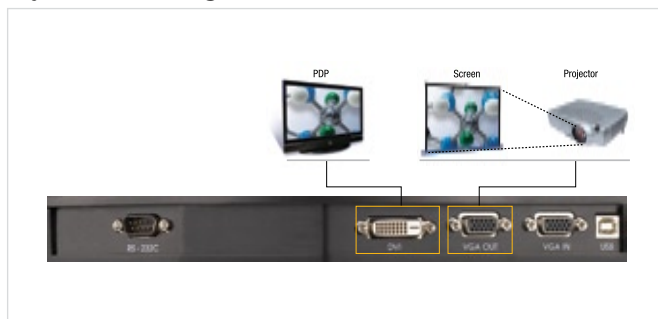 PDP
Screen
Projector
RS-232C
DVI
VGA OUT
VGA IN
USB